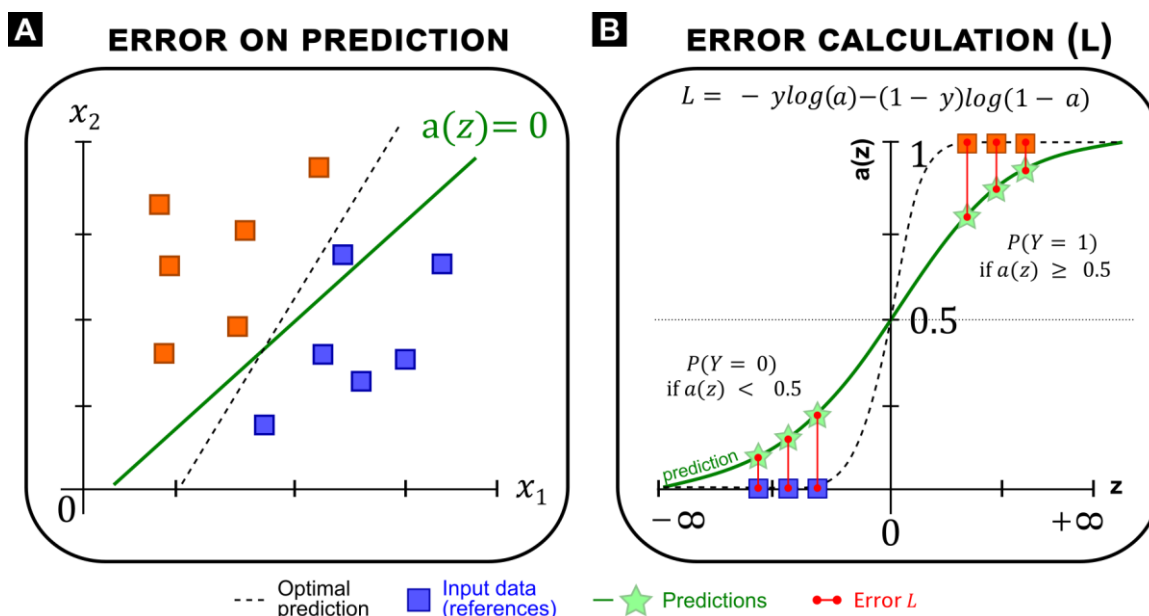 A ERROR ON PREDICTION
x₂
a(z)= 0
0
x₁
B ERROR CALCULATION (L)
L = − ylog(a)−(1 − y)log(1 − a)
a(z)
1
P(Y = 1)
if a(z) ≥ 0.5
0.5
P(Y = 0)
if a(z) < 0.5
prediction
z
−∞
0
+∞
Optimal
prediction
Input data
(references)
Predictions
Error L